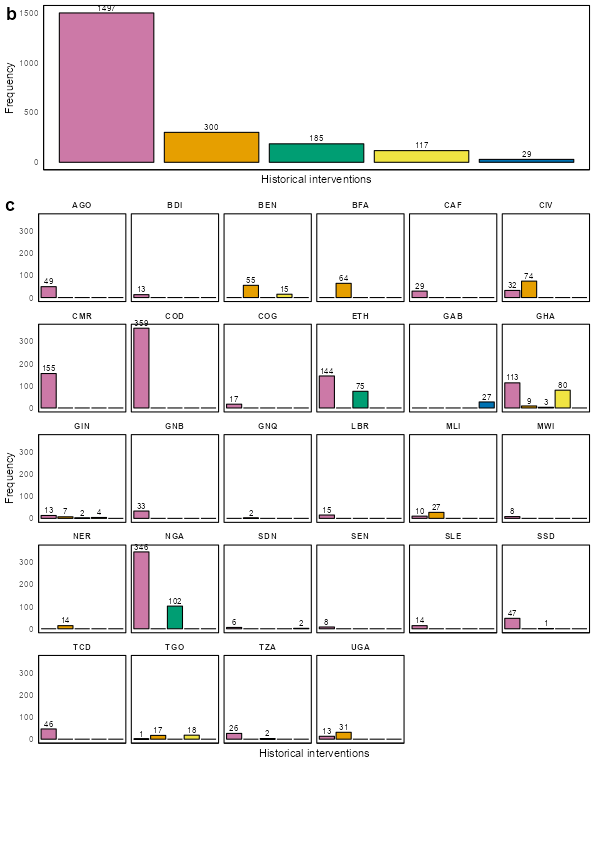 b
1500
1000
500
0
Frequency
1497
300
185
117
29
Historical interventions
c
AGO BDI BEN BFA CAF CIV
300
200
100
0
49 13 55 15 64 29 32 74
CMR COD COG ETH GAB GHA
300
200
100
0
155 359 17 144 75 27 113 9 3 80
GIN GNB GNQ LBR MLI MWI
Frequency
300
200
100
0
13 7 2 4 33 2 15 10 27 8
NER NGA SDN SEN SLE SSD
300
200
100
0
14 346 102 6 2 8 14 47 1
TCD TGO TZA UGA
300
200
100
0
46 1 17 18 26 2 13 31
Historical interventions